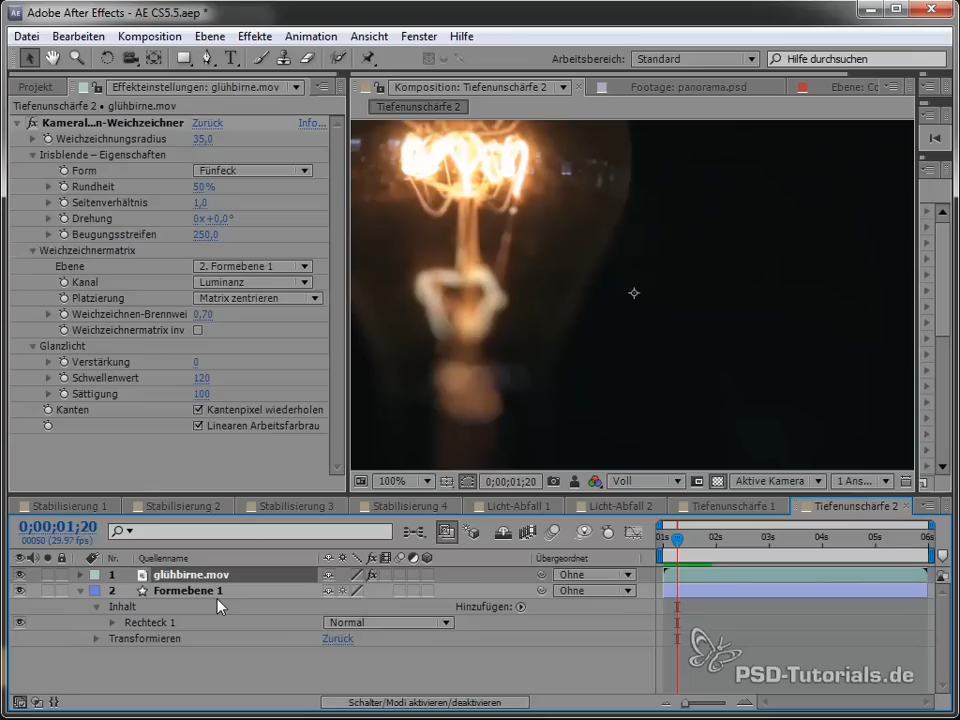 Adobe After Effects - AE CS5.5.aep *
Datei Bearbeiten Komposition Ebene Effekte Animation Ansicht Fenster Hilfe
Arbeitsbereich: Standard Hilfe durchsuchen
Projekt Effekteinstellungen: glühbirne.mov Komposition: Tiefenunschärfe 2 Footage: panorama.psd Ebene: Co
Tiefenunschärfe 2 • glühbirne.mov
Tiefenunschärfe 2
Kameral...n-Weichzeichner Zurück Info...
Weichzeichnungsradius 35,0
Irisblende – Eigenschaften
Form Fünfeck
Rundheit 50%
Seitenverhältnis 1,0
Drehung 0x+0,0°
Beugungsstreifen 250,0
Weichzeichnermatrix
Ebene 2. Formebene 1
Kanal Luminanz
Platzierung Matrix zentrieren
Weichzeichnen-Brennwei 0,70
Weichzeichnermatrix inv
Glanzlicht
Verstärkung 0
Schwellenwert 120
Sättigung 100
Kanten Kantenpixel wiederholen
Linearen Arbeitsfarbrau
100% 0;00;01;20 Voll Aktive Kamera 1 Ans...
Stabilisierung 1 Stabilisierung 2 Stabilisierung 3 Stabilisierung 4 Licht-Abfall 1 Licht-Abfall 2 Tiefenunschärfe 1 Tiefenunschärfe 2
0;00;01;20
00050 (29.97 fps)
01s 02s 03s 04s 05s 06s
Nr. Quellenname Übergeordnet
1 glühbirne.mov Ohne
2 Formebene 1 Ohne
Inhalt Hinzufügen:
Rechteck 1 Normal
Transformieren Zurück
PSD-Tutorials.de
Schalter/Modi aktivieren/deaktivieren